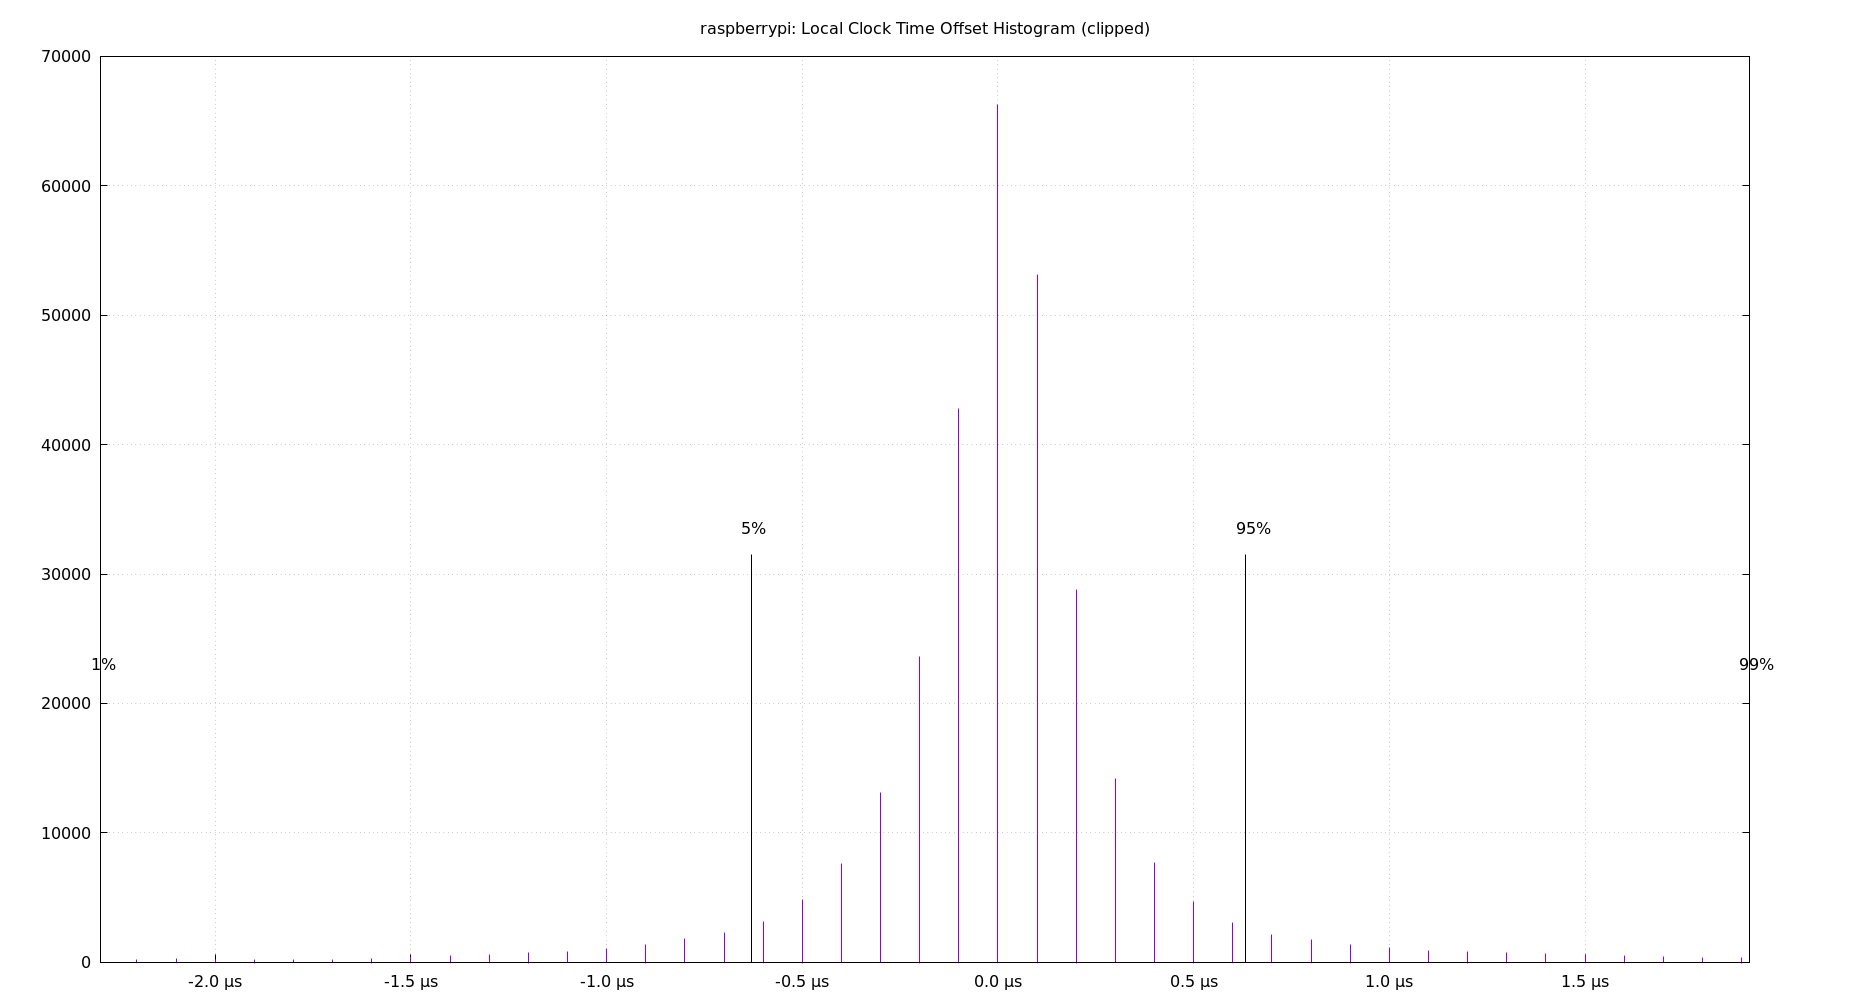 raspberrypi: Local Clock Time Offset Histogram (clipped)
70000
60000
50000
40000
5%
95%
30000
1%
99%
20000
10000
0
-2.0 µs
-1.5 µs
-1.0 µs
-0.5 µs
0.0 µs
0.5 µs
1.0 µs
1.5 µs